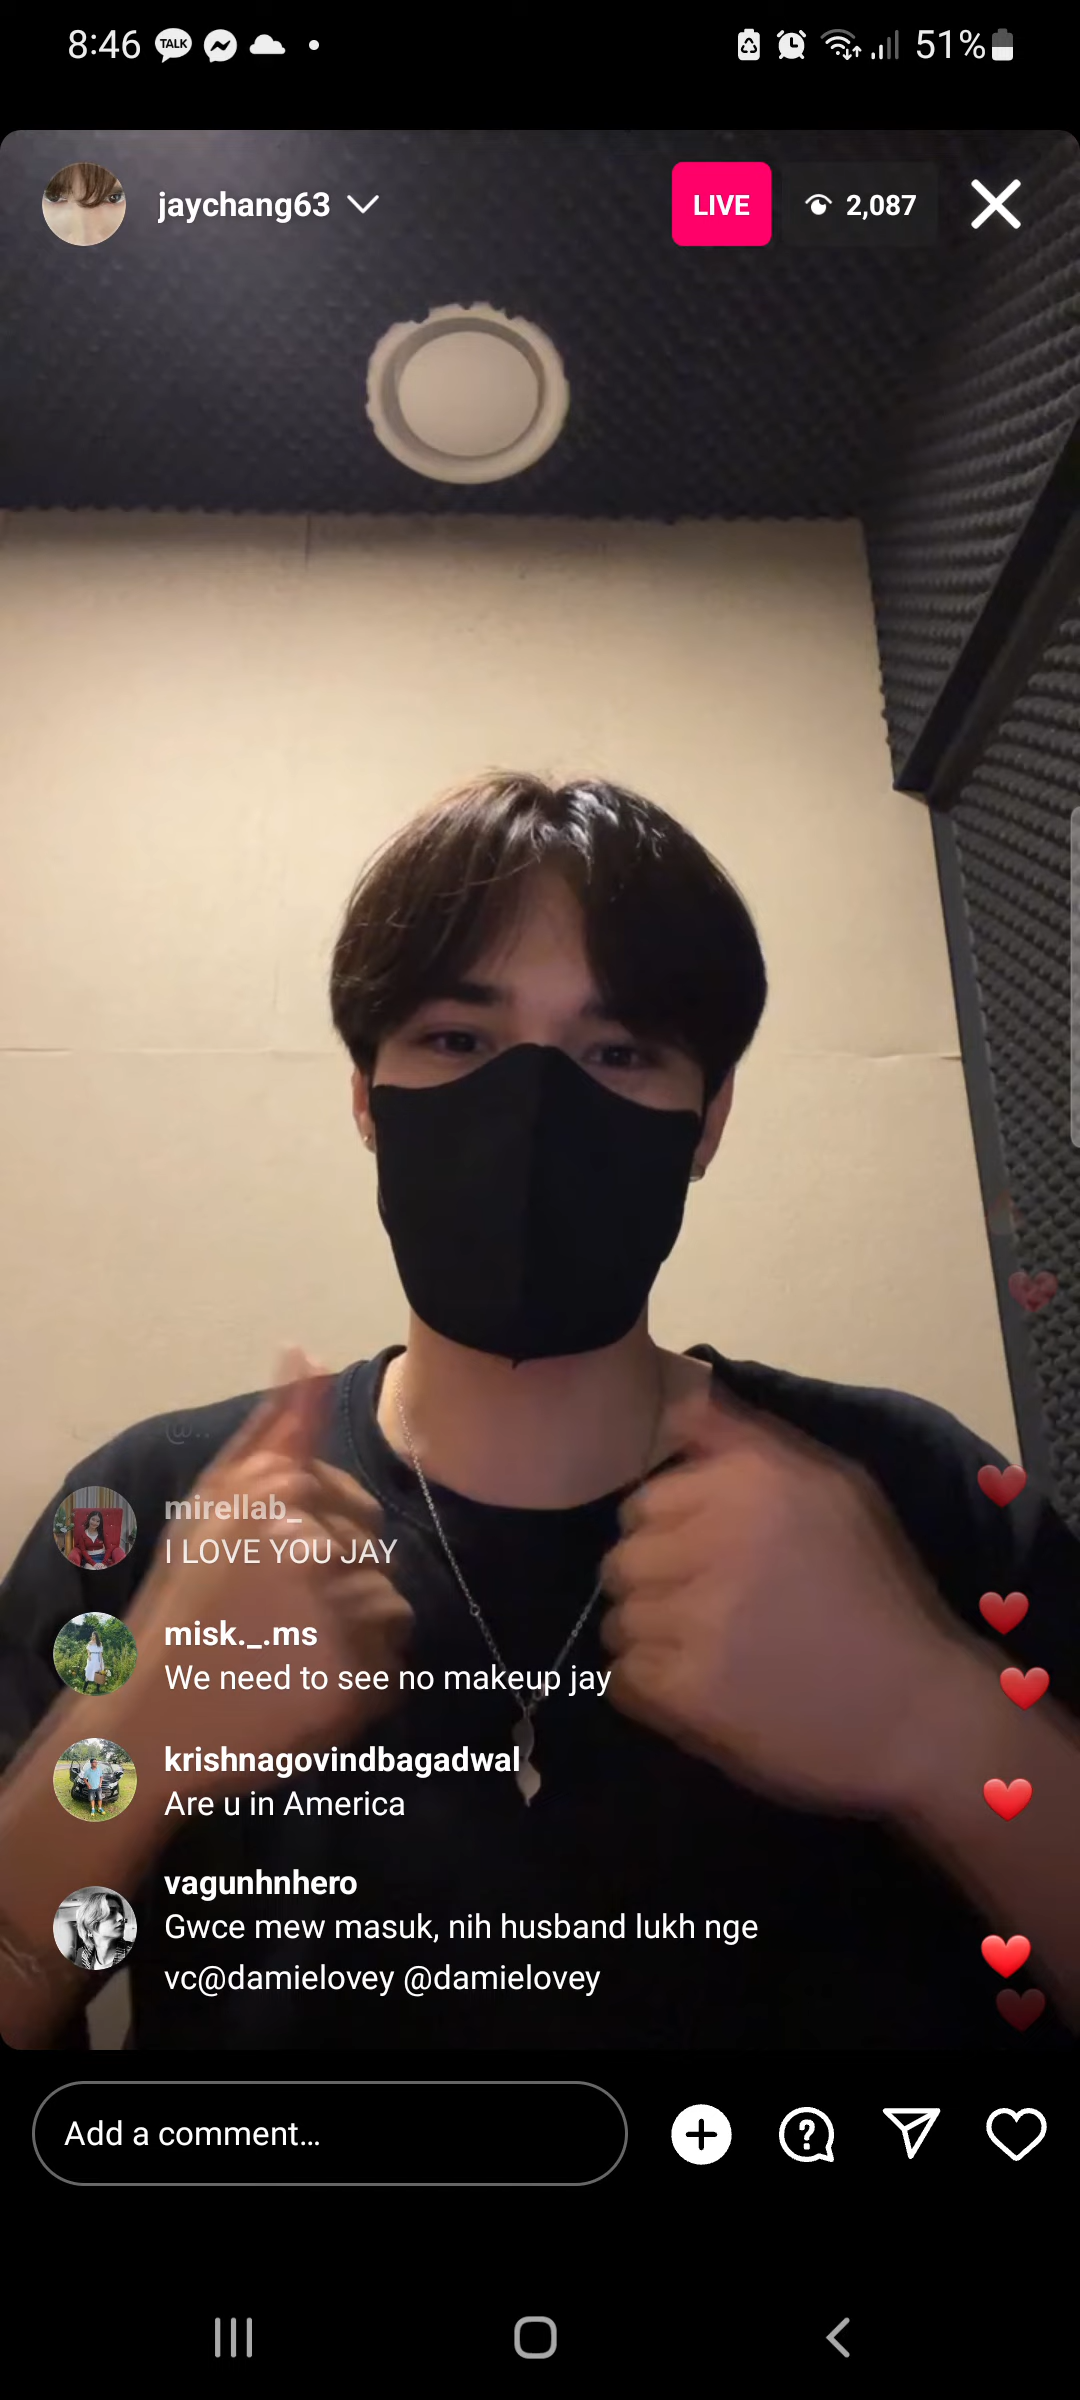 8:46 TALK 51%
jaychang63 LIVE 2,087
@..
mirellab_
I LOVE YOU JAY
misk._.ms
We need to see no makeup jay
krishnagovindbagadwal
Are u in America
vagunhnhero
Gwce mew masuk, nih husband lukh nge
vc@damielovey @damielovey
Add a comment...